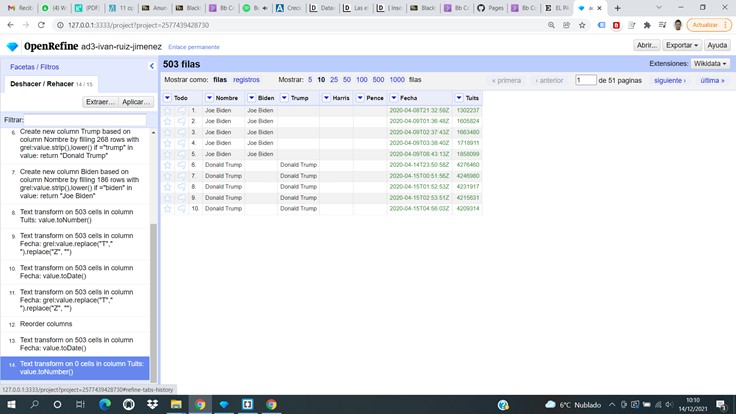 Recib
(4) W
(PDF)
11 cop
Anunc
Black
Bb Co
Bb Co
Creci
Datab
Las e
Inser
Black
Bb Co
Pages
Bb Co
127.0.0.1:3333/project?project=2577439428730
Actualizar
OpenRefine ad3-ivan-ruiz-jimenez Enlace permanente
Abrir... Exportar Ayuda
Facetas / Filtros
Deshacer / Rehacer 14 / 15
Extraer... Aplicar...
Filtrar:
6. Create new column Trump based on
column Nombre by filling 268 rows with
grel:value.strip().lower() if ="trump" in
value: return "Donald Trump"
7. Create new column Biden based on
column Nombre by filling 186 rows with
grel:value.strip().lower() if ="biden" in
value: return "Joe Biden"
8. Text transform on 503 cells in column
Tuits: value.toNumber()
9. Text transform on 503 cells in column
Fecha: grel:value.replace("T","
").replace("Z", "")
10. Text transform on 503 cells in column
Fecha: value.toDate()
11. Text transform on 503 cells in column
Fecha: grel:value.replace("T","
").replace("Z", "")
12. Reorder columns
13. Text transform on 503 cells in column
Fecha: value.toDate()
14. Text transform on 0 cells in column Tuits:
value.toNumber()
127.0.0.1:3333/project?project=2577439428730#refine-tabs-history
503 filas
Extensiones: Wikidata
Mostrar como: filas registros Mostrar: 5 10 25 50 100 500 1000 filas
« primera ‹ anterior 1 de 51 paginas siguiente › última »
Todo Nombre Biden Trump Harris Pence Fecha Tuits
1. Joe Biden Joe Biden 2020-04-08T21:32:59Z 1302237
2. Joe Biden Joe Biden 2020-04-09T01:36:48Z 1605824
3. Joe Biden Joe Biden 2020-04-09T02:37:43Z 1663480
4. Joe Biden Joe Biden 2020-04-09T03:38:40Z 1718911
5. Joe Biden Joe Biden 2020-04-09T08:43:13Z 1858099
6. Donald Trump Donald Trump 2020-04-14T23:50:58Z 4276460
7. Donald Trump Donald Trump 2020-04-15T00:51:56Z 4246980
8. Donald Trump Donald Trump 2020-04-15T01:52:53Z 4231917
9. Donald Trump Donald Trump 2020-04-15T02:53:51Z 4215631
10. Donald Trump Donald Trump 2020-04-15T04:56:03Z 4209314
6°C Nublado
10:10
14/12/2021